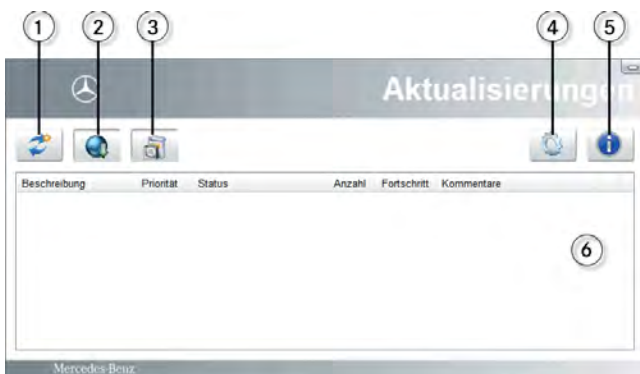 1 2 3 4 5
Aktualisierungen
Beschreibung Priorität Status Anzahl Fortschritt Kommentare
6
Mercedes-Benz